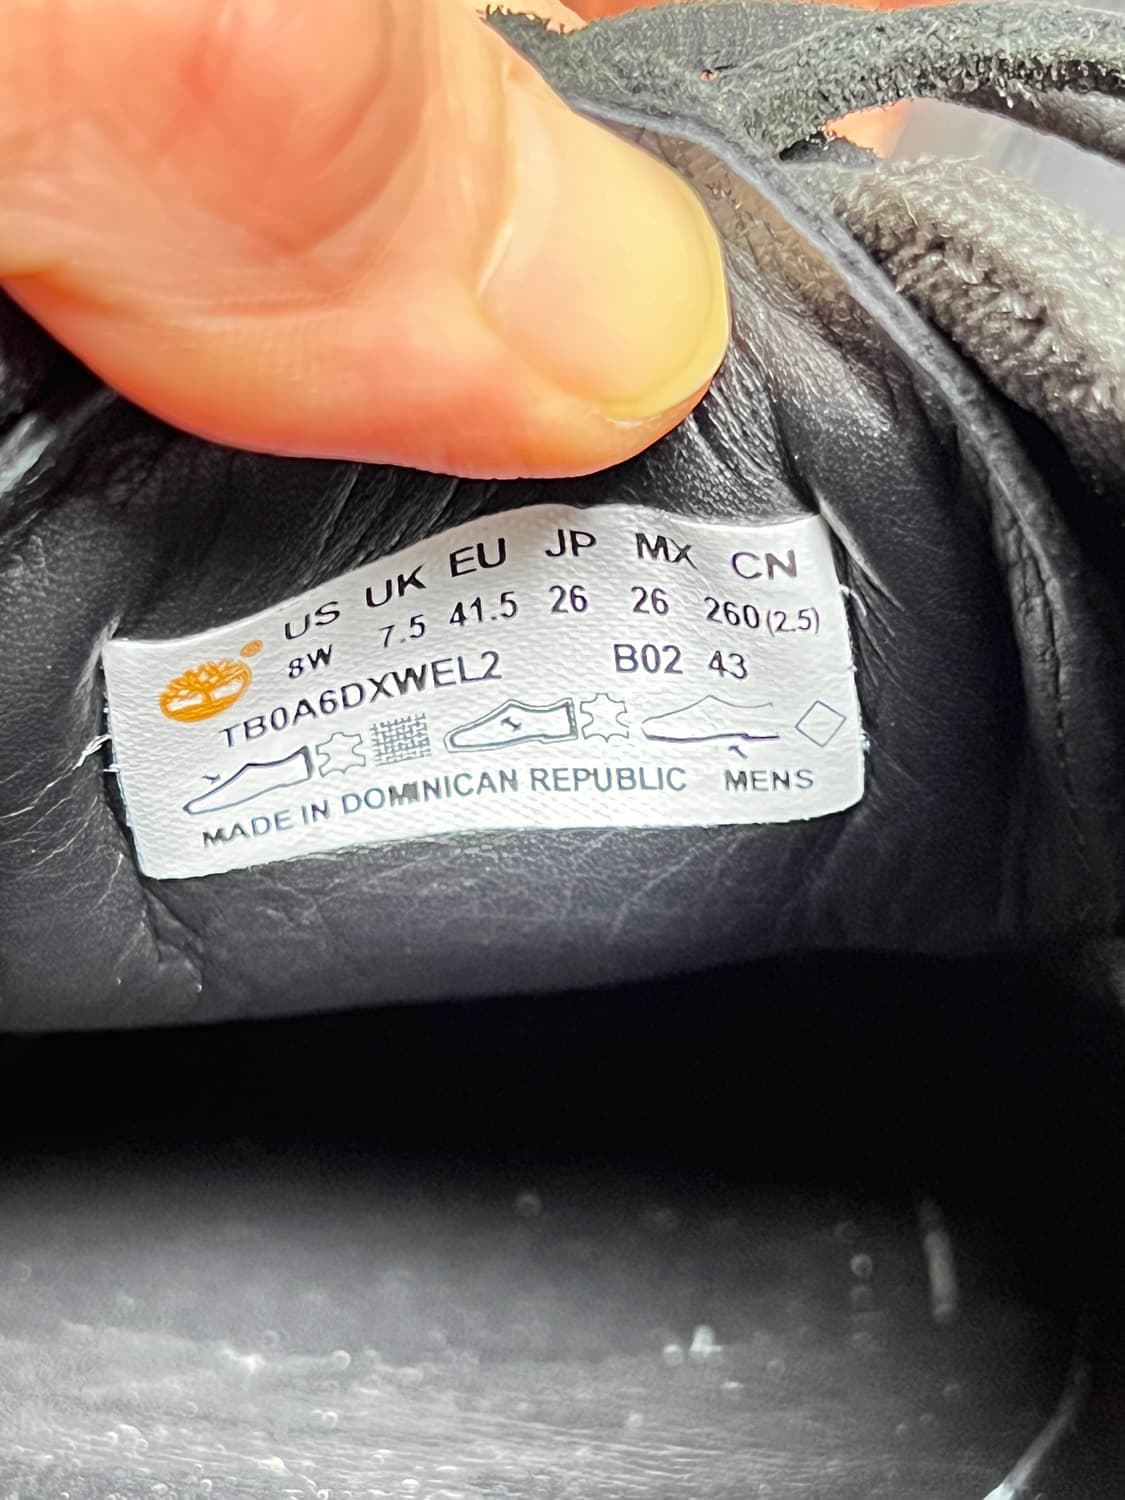 US UK EU JP MX CN
8W 7.5 41.5 26 26 260(2.5)
TB0A6DXWEL2 B02 43
MADE IN DOMINICAN REPUBLIC MENS